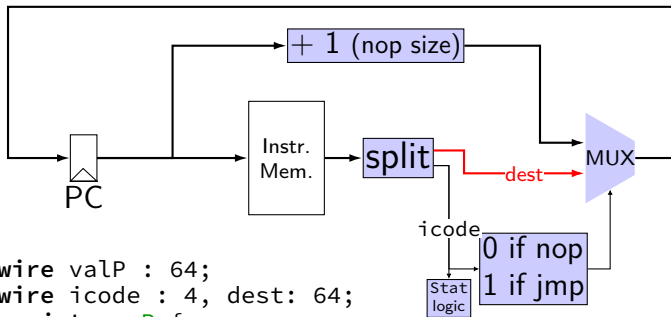 + 1 (nop size)
Instr.
Mem.
split
MUX
dest
PC
icode
0 if nop
1 if jmp
Stat
logic
wire valP : 64;
wire icode : 4, dest: 64;